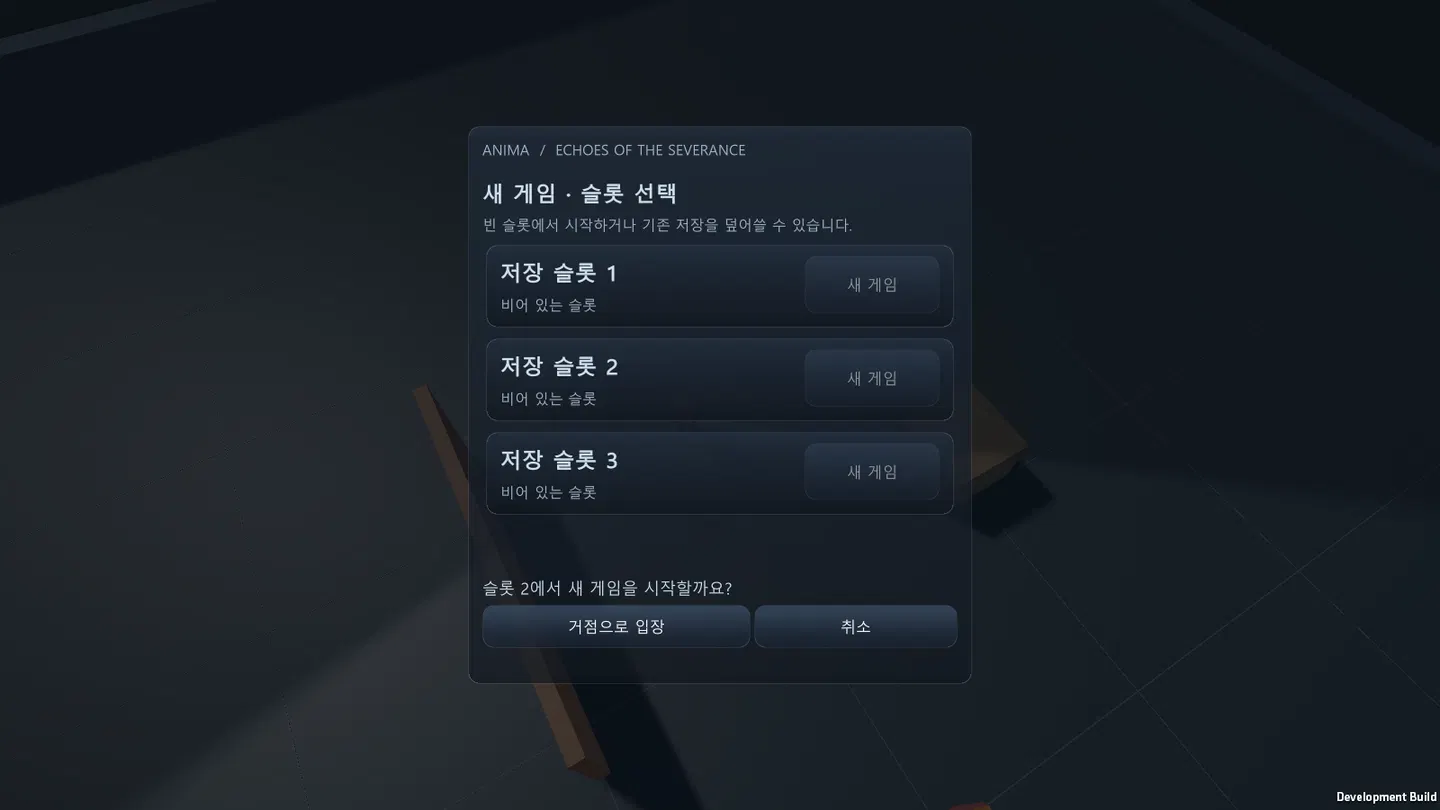 ANIMA / ECHOES OF THE SEVERANCE
새 게임 · 슬롯 선택
빈 슬롯에서 시작하거나 기존 저장을 덮어쓸 수 있습니다.
저장 슬롯 1
비어 있는 슬롯
새 게임
저장 슬롯 2
비어 있는 슬롯
새 게임
저장 슬롯 3
비어 있는 슬롯
새 게임
슬롯 2에서 새 게임을 시작할까요?
거점으로 입장
취소
Development Build